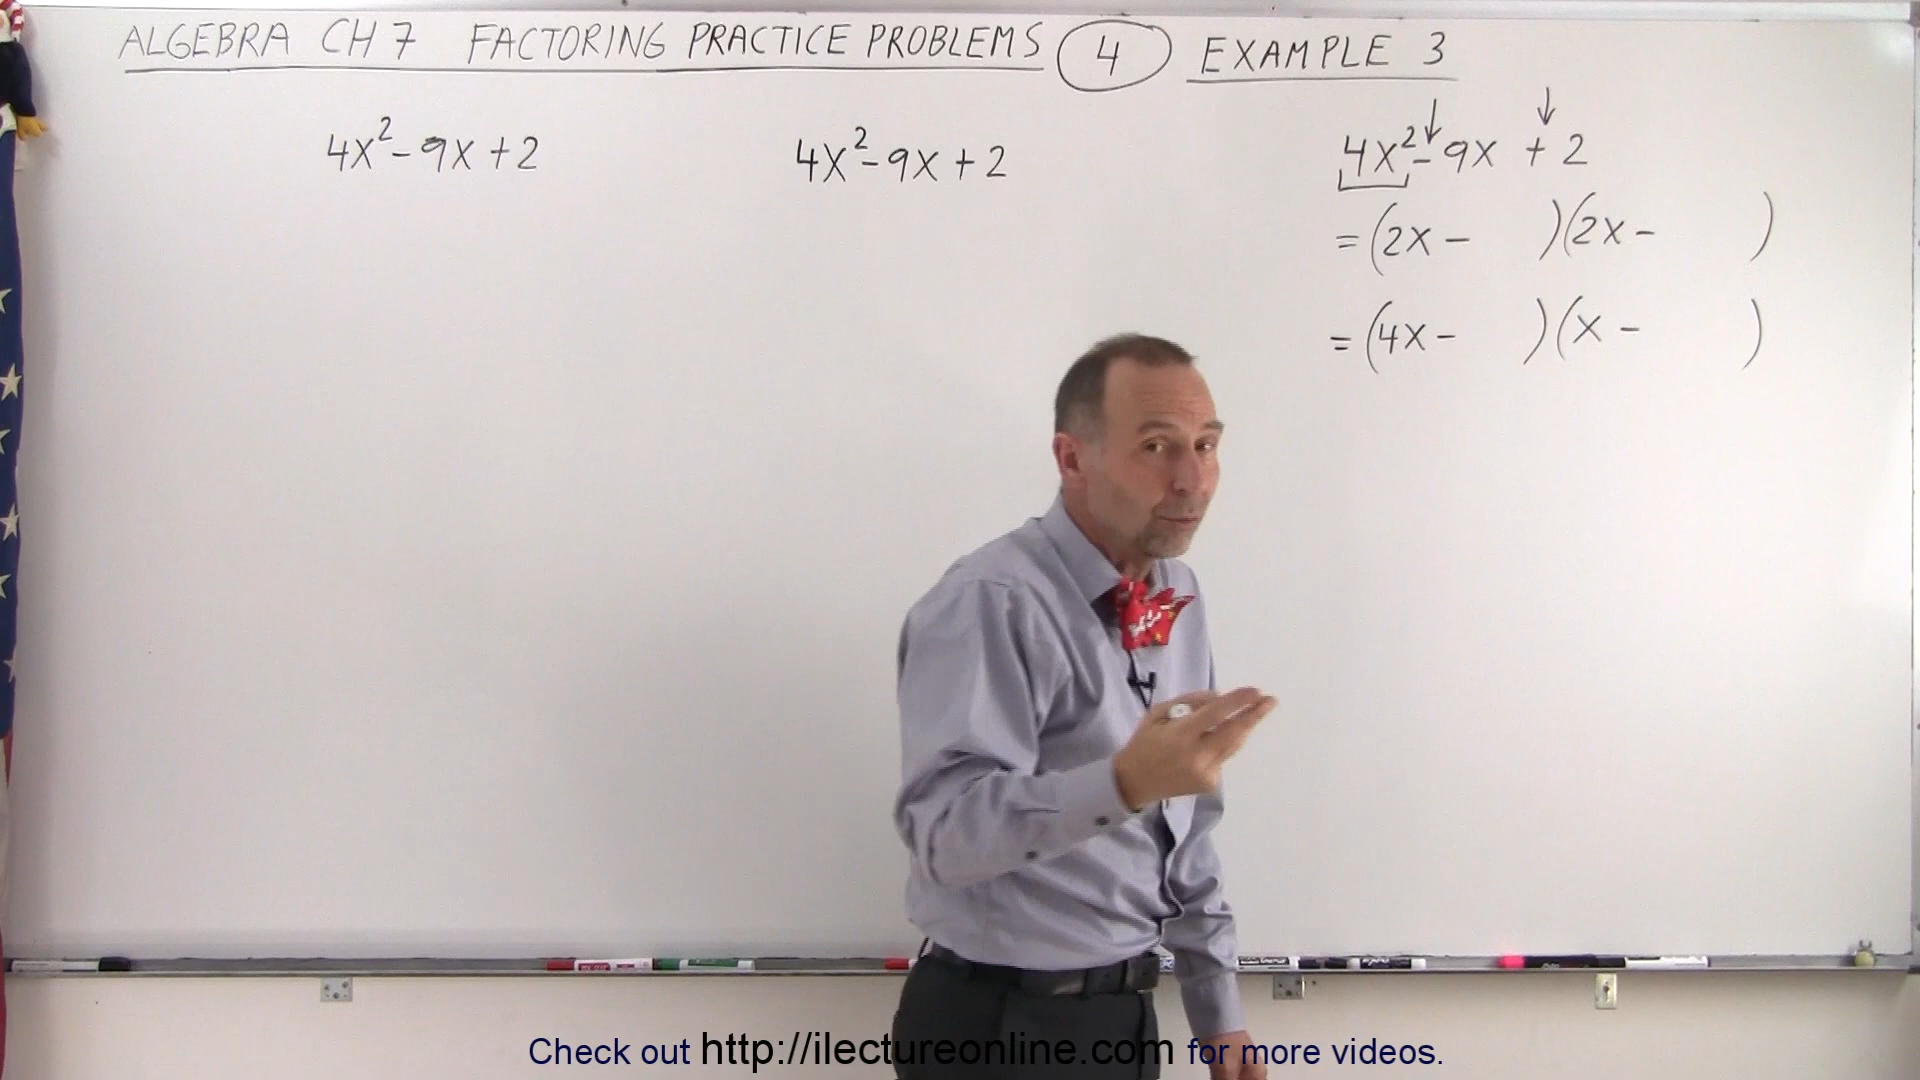 ALGEBRA CH 7 FACTORING PRACTICE PROBLEMS 4 EXAMPLE 3
4x² - 9x + 2
4x² - 9x + 2
4x² - 9x + 2
= (2x - )(2x - )
= (4x - )(x - )
Check out http://ilectureonline.com for more videos.